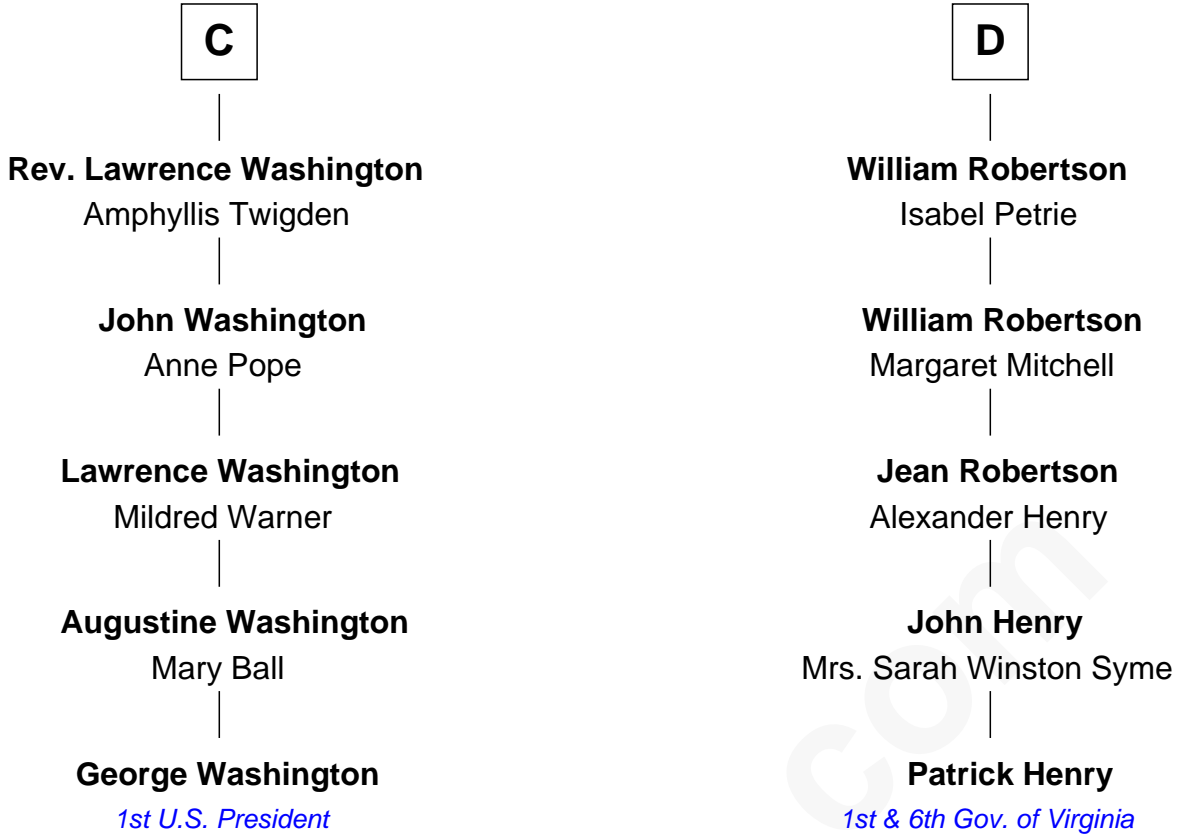 C
Rev. Lawrence Washington
Amphyllis Twigden
John Washington
Anne Pope
Lawrence Washington
Mildred Warner
Augustine Washington
Mary Ball
George Washington
1st U.S. President
D
William Robertson
Isabel Petrie
William Robertson
Margaret Mitchell
Jean Robertson
Alexander Henry
John Henry
Mrs. Sarah Winston Syme
Patrick Henry
1st & 6th Gov. of Virginia
com